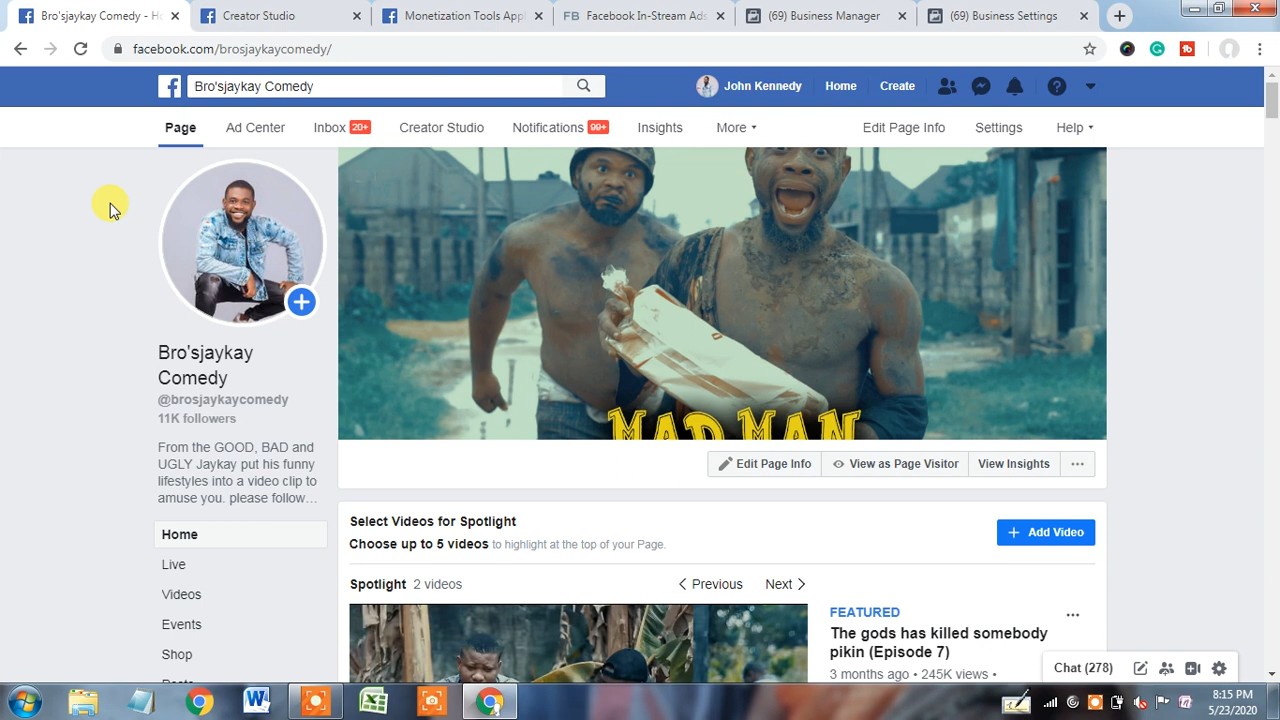 Bro'sjaykay Comedy - Ho
Creator Studio
Monetization Tools Appl
FB Facebook In-Stream Ads
(69) Business Manager
(69) Business Settings
facebook.com/brosjaykaycomedy/
Bro'sjaykay Comedy
John Kennedy
Home
Create
Page
Ad Center
Inbox 20+
Creator Studio
Notifications 99+
Insights
More
Edit Page Info
Settings
Help
MAD MAN
Bro'sjaykay
Comedy
@brosjaykaycomedy
11K followers
From the GOOD, BAD and
UGLY Jaykay put his funny
lifestyles into a video clip to
amuse you. please follow…
Edit Page Info
View as Page Visitor
View Insights
Select Videos for Spotlight
Choose up to 5 videos to highlight at the top of your Page.
+ Add Video
Home
Live
Videos
Events
Shop
Spotlight 2 videos
Previous
Next
FEATURED
The gods has killed somebody
pikin (Episode 7)
3 months ago • 245K views •
Chat (278)
8:15 PM
5/23/2020